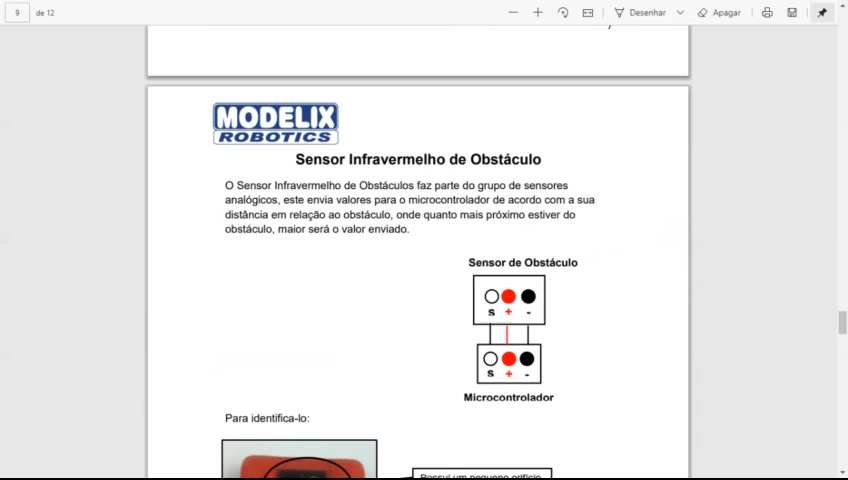 9 de 12 Desenhar Apagar
MODELIX
ROBOTICS
Sensor Infravermelho de Obstáculo
O Sensor Infravermelho de Obstáculos faz parte do grupo de sensores
analógicos, este envia valores para o microcontrolador de acordo com a sua
distância em relação ao obstáculo, onde quanto mais próximo estiver do
obstáculo, maior será o valor enviado.
Sensor de Obstáculo
S + -
S + -
Microcontrolador
Para identifica-lo:
Possui um pequeno orifício